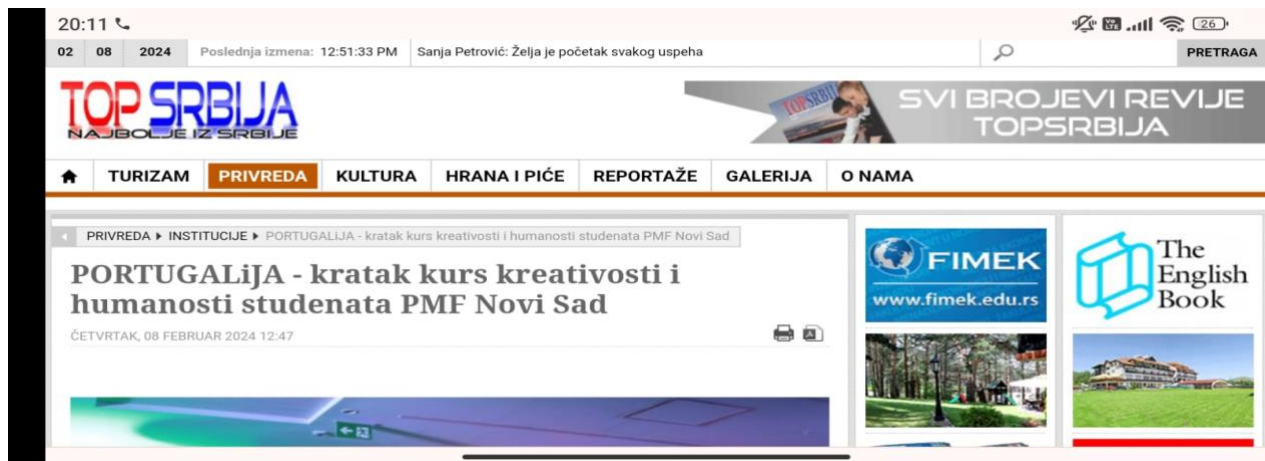 20:11
Vo LTE 26
02 08 2024 Poslednja izmena: 12:51:33 PM Sanja Petrović: Želja je početak svakog uspeha PRETRAGA
TOP SRBIJA
NAJBOLJE IZ SRBIJE
TOPSRBIJA
SVI BROJEVI REVIJE
TOPSRBIJA
TURIZAM PRIVREDA KULTURA HRANA I PIĆE REPORTAŽE GALERIJA O NAMA
PRIVREDA INSTITUCIJE PORTUGALiJA - kratak kurs kreativosti i humanosti studenata PMF Novi Sad
PORTUGALiJA - kratak kurs kreativosti i
humanosti studenata PMF Novi Sad
ČETVRTAK, 08 FEBRUAR 2024 12:47
FIMEK
www.fimek.edu.rs
The
English
Book